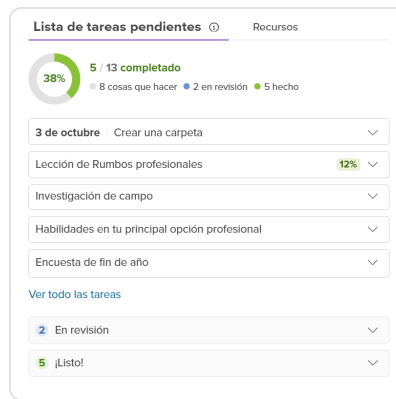 Lista de tareas pendientes
Recursos
38%
5 / 13 completado
8 cosas que hacer 2 en revisión 5 hecho
3 de octubre Crear una carpeta
Lección de Rumbos profesionales 12%
Investigación de campo
Habilidades en tu principal opción profesional
Encuesta de fin de año
Ver todo las tareas
2 En revisión
5 ¡Listo!